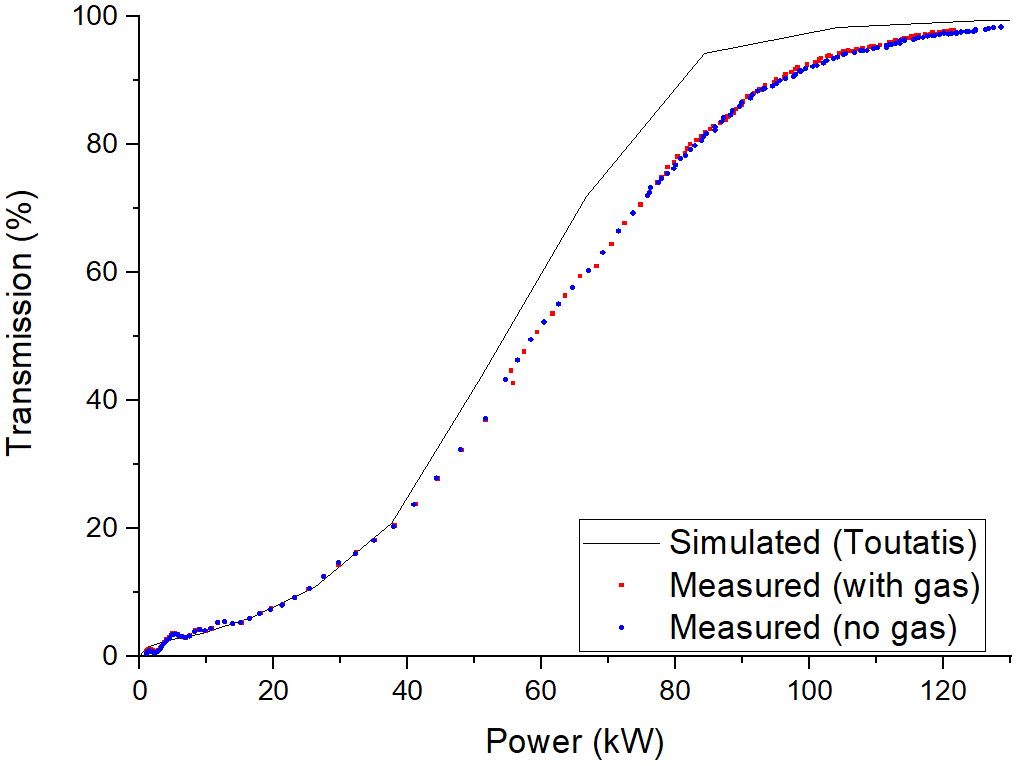 100
80
60
40
20
0
Transmission (%)
0 20 40 60 80 100 120
Power (kW)
Simulated (Toutatis)
Measured (with gas)
Measured (no gas)